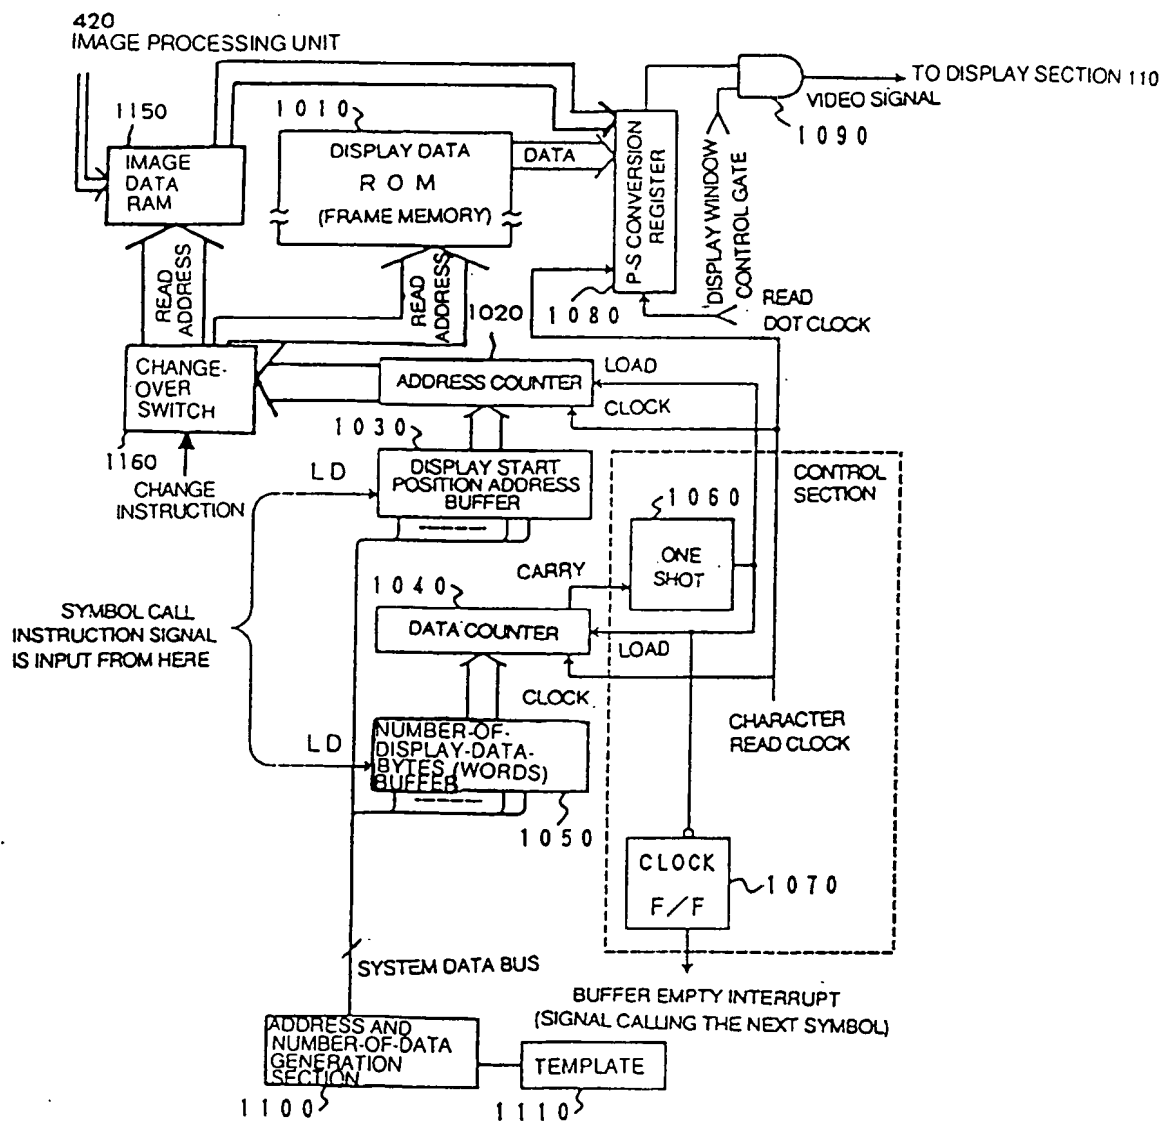 420
IMAGE PROCESSING UNIT
1150
IMAGE
DATA
RAM
1010
DISPLAY DATA
ROM
(FRAME MEMORY)
DATA
P-S CONVERSION
REGISTER
1080
TO DISPLAY SECTION 110
VIDEO SIGNAL
1090
DISPLAY WINDOW
CONTROL GATE
READ
DOT CLOCK
READ
ADDRESS
READ
ADDRESS
1020
CHANGE-
OVER
SWITCH
1160
CHANGE
INSTRUCTION
ADDRESS COUNTER
LOAD
CLOCK
1030
LD
DISPLAY START
POSITION ADDRESS
BUFFER
CONTROL
SECTION
1060
ONE
SHOT
CARRY
1040
DATA COUNTER
LOAD
CLOCK
SYMBOL CALL
INSTRUCTION SIGNAL
IS INPUT FROM HERE
LD
NUMBER-OF-
DISPLAY-DATA-
BYTES (WORDS)
BUFFER
1050
CHARACTER
READ CLOCK
CLOCK
F/F
1070
SYSTEM DATA BUS
BUFFER EMPTY INTERRUPT
(SIGNAL CALLING THE NEXT SYMBOL)
ADDRESS AND
NUMBER-OF-DATA
GENERATION
SECTION
1100
TEMPLATE
1110